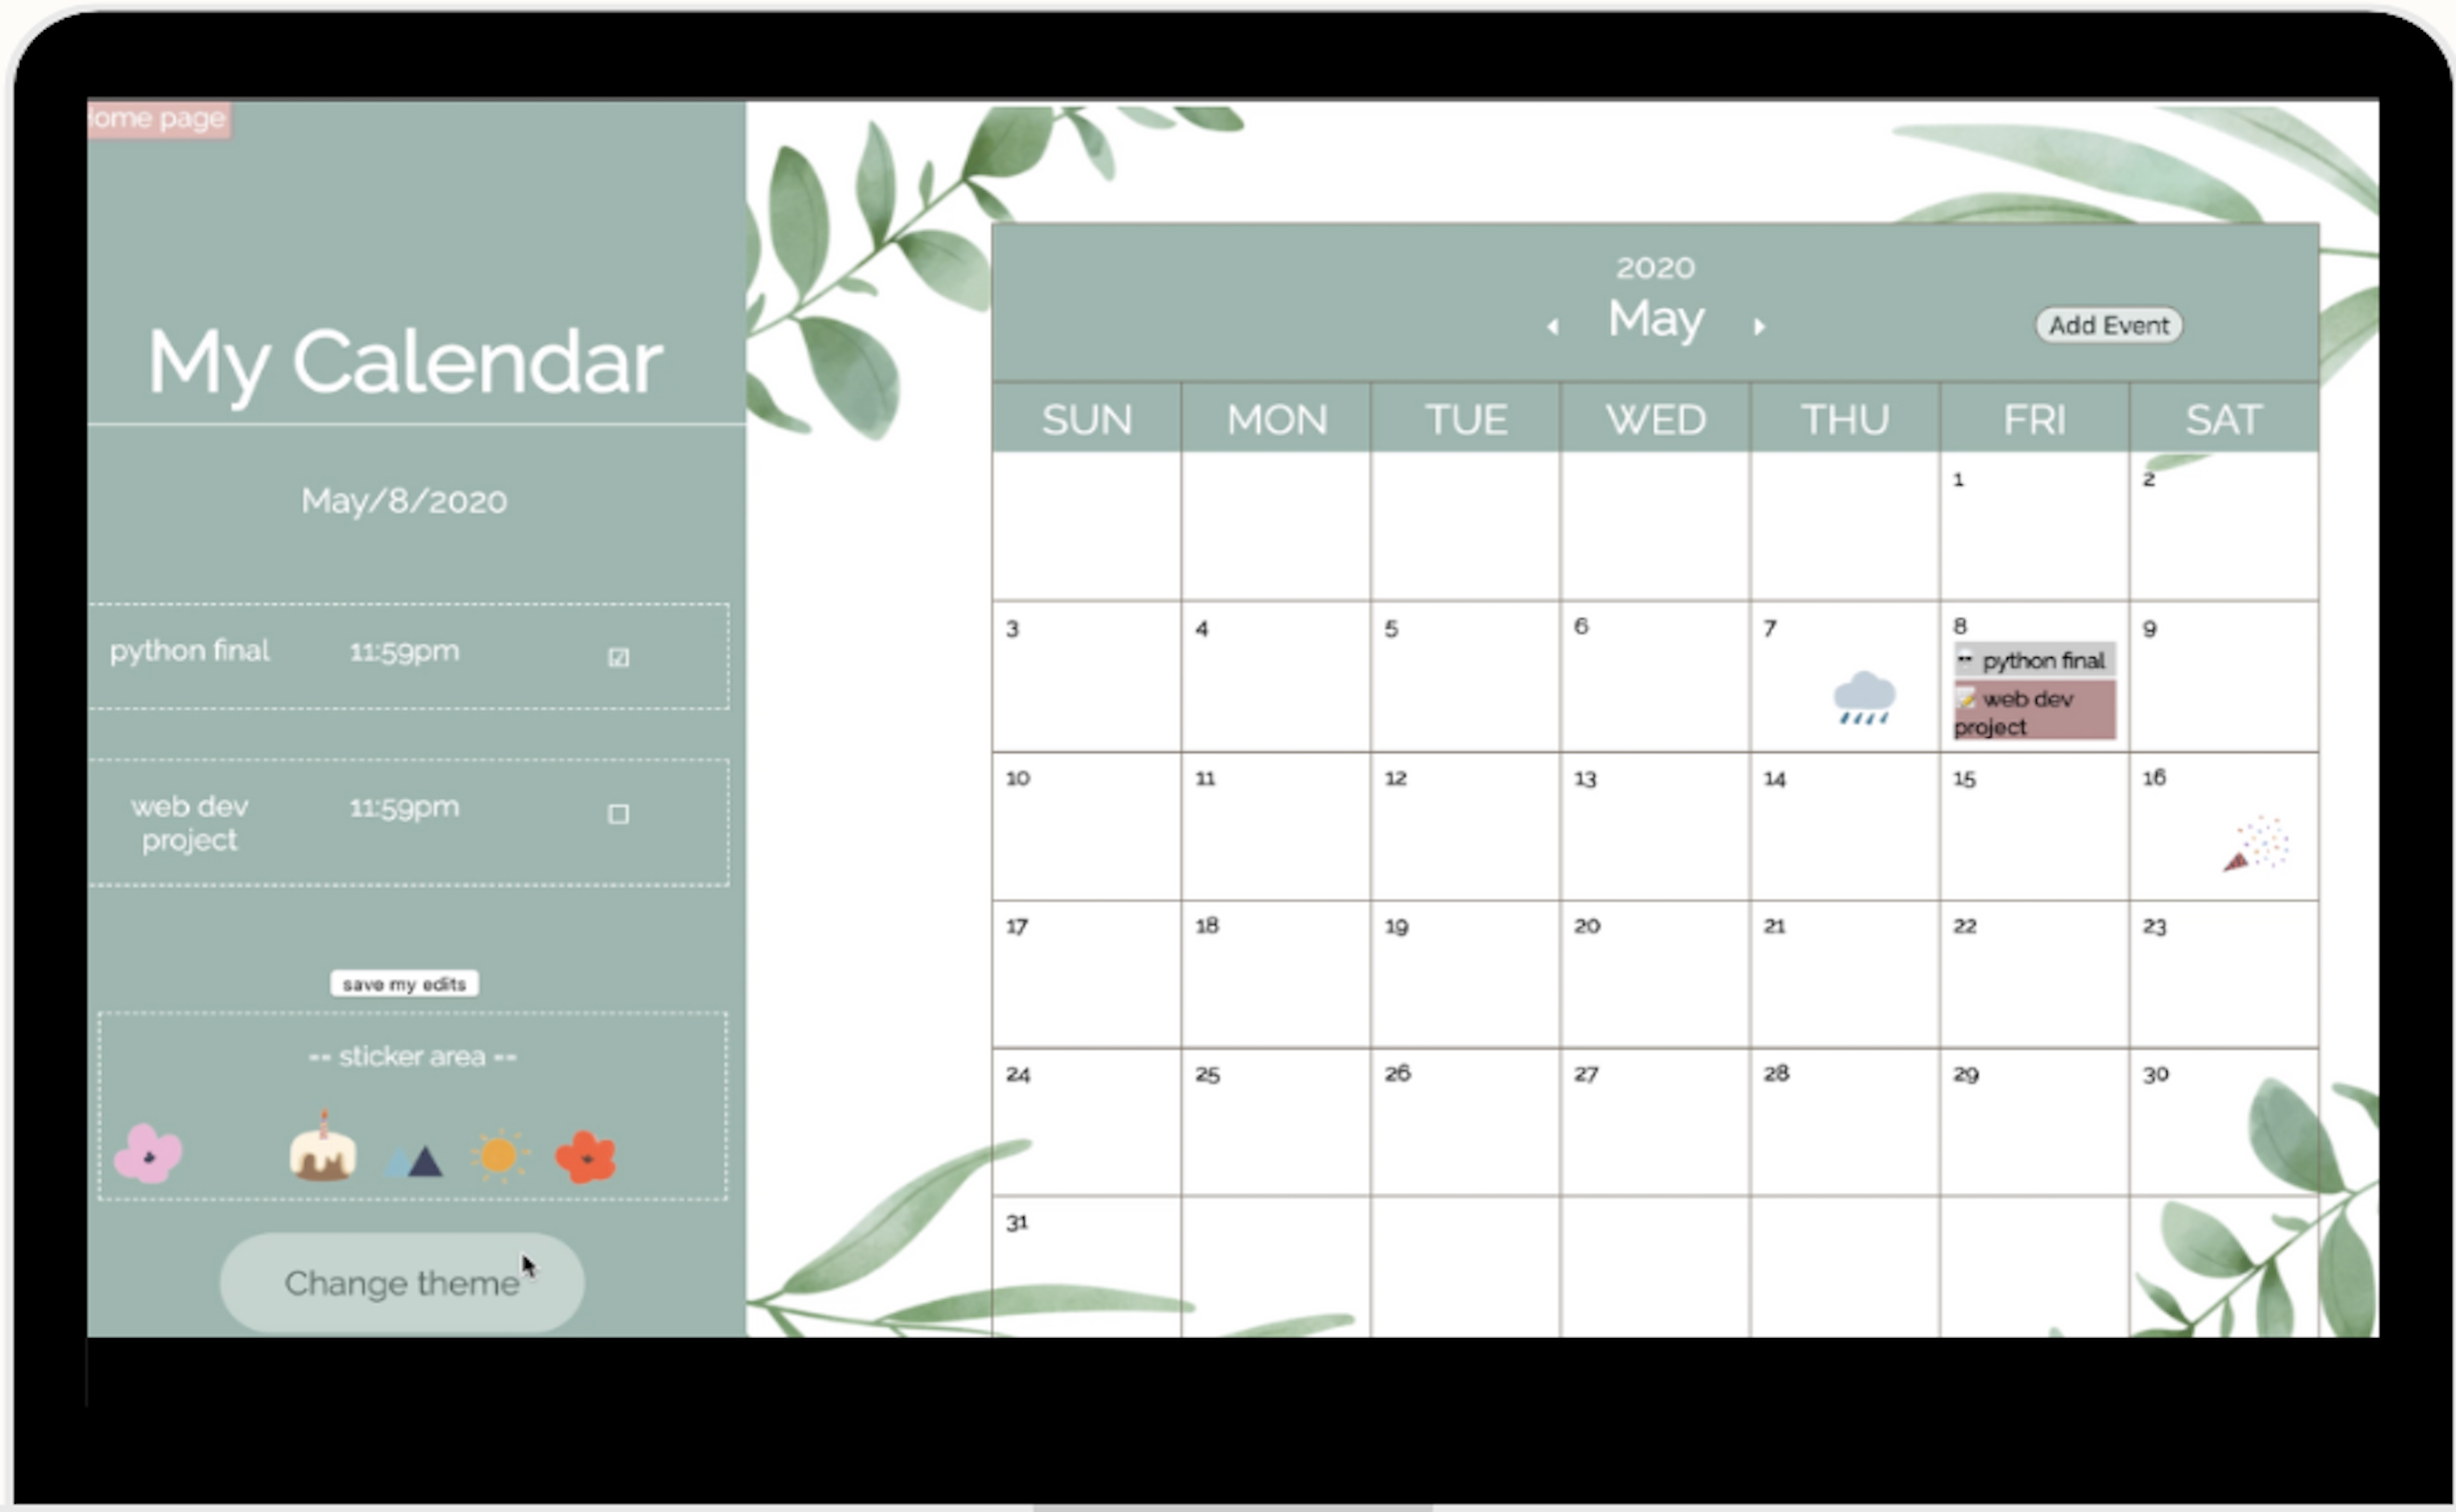 ome page
My Calendar
May/8/2020
python final 11:59pm
web dev 11:59pm
project
save my edits
-- sticker area --
Change theme
2020
May
Add Event
SUN MON TUE WED THU FRI SAT
1 2
3 4 5 6 7 8 9
python final
web dev
project
10 11 12 13 14 15 16
17 18 19 20 21 22 23
24 25 26 27 28 29 30
31